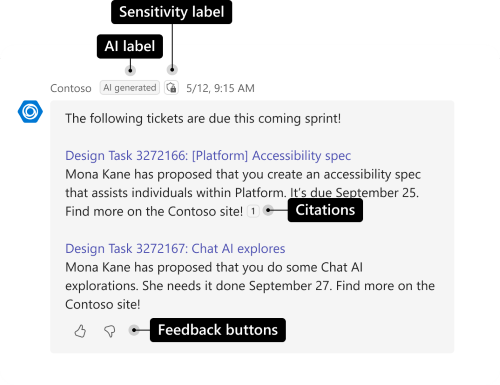 Sensitivity label
AI label
Contoso AI generated 5/12, 9:15 AM
The following tickets are due this coming sprint!
Design Task 3272166: [Platform] Accessibility spec
Mona Kane has proposed that you create an accessibility spec
that assists individuals within Platform. It’s due September 25.
Find more on the Contoso site! 1 Citations
Design Task 3272167: Chat AI explores
Mona Kane has proposed that you do some Chat AI
explorations. She needs it done September 27. Find more on the
Contoso site!
Feedback buttons